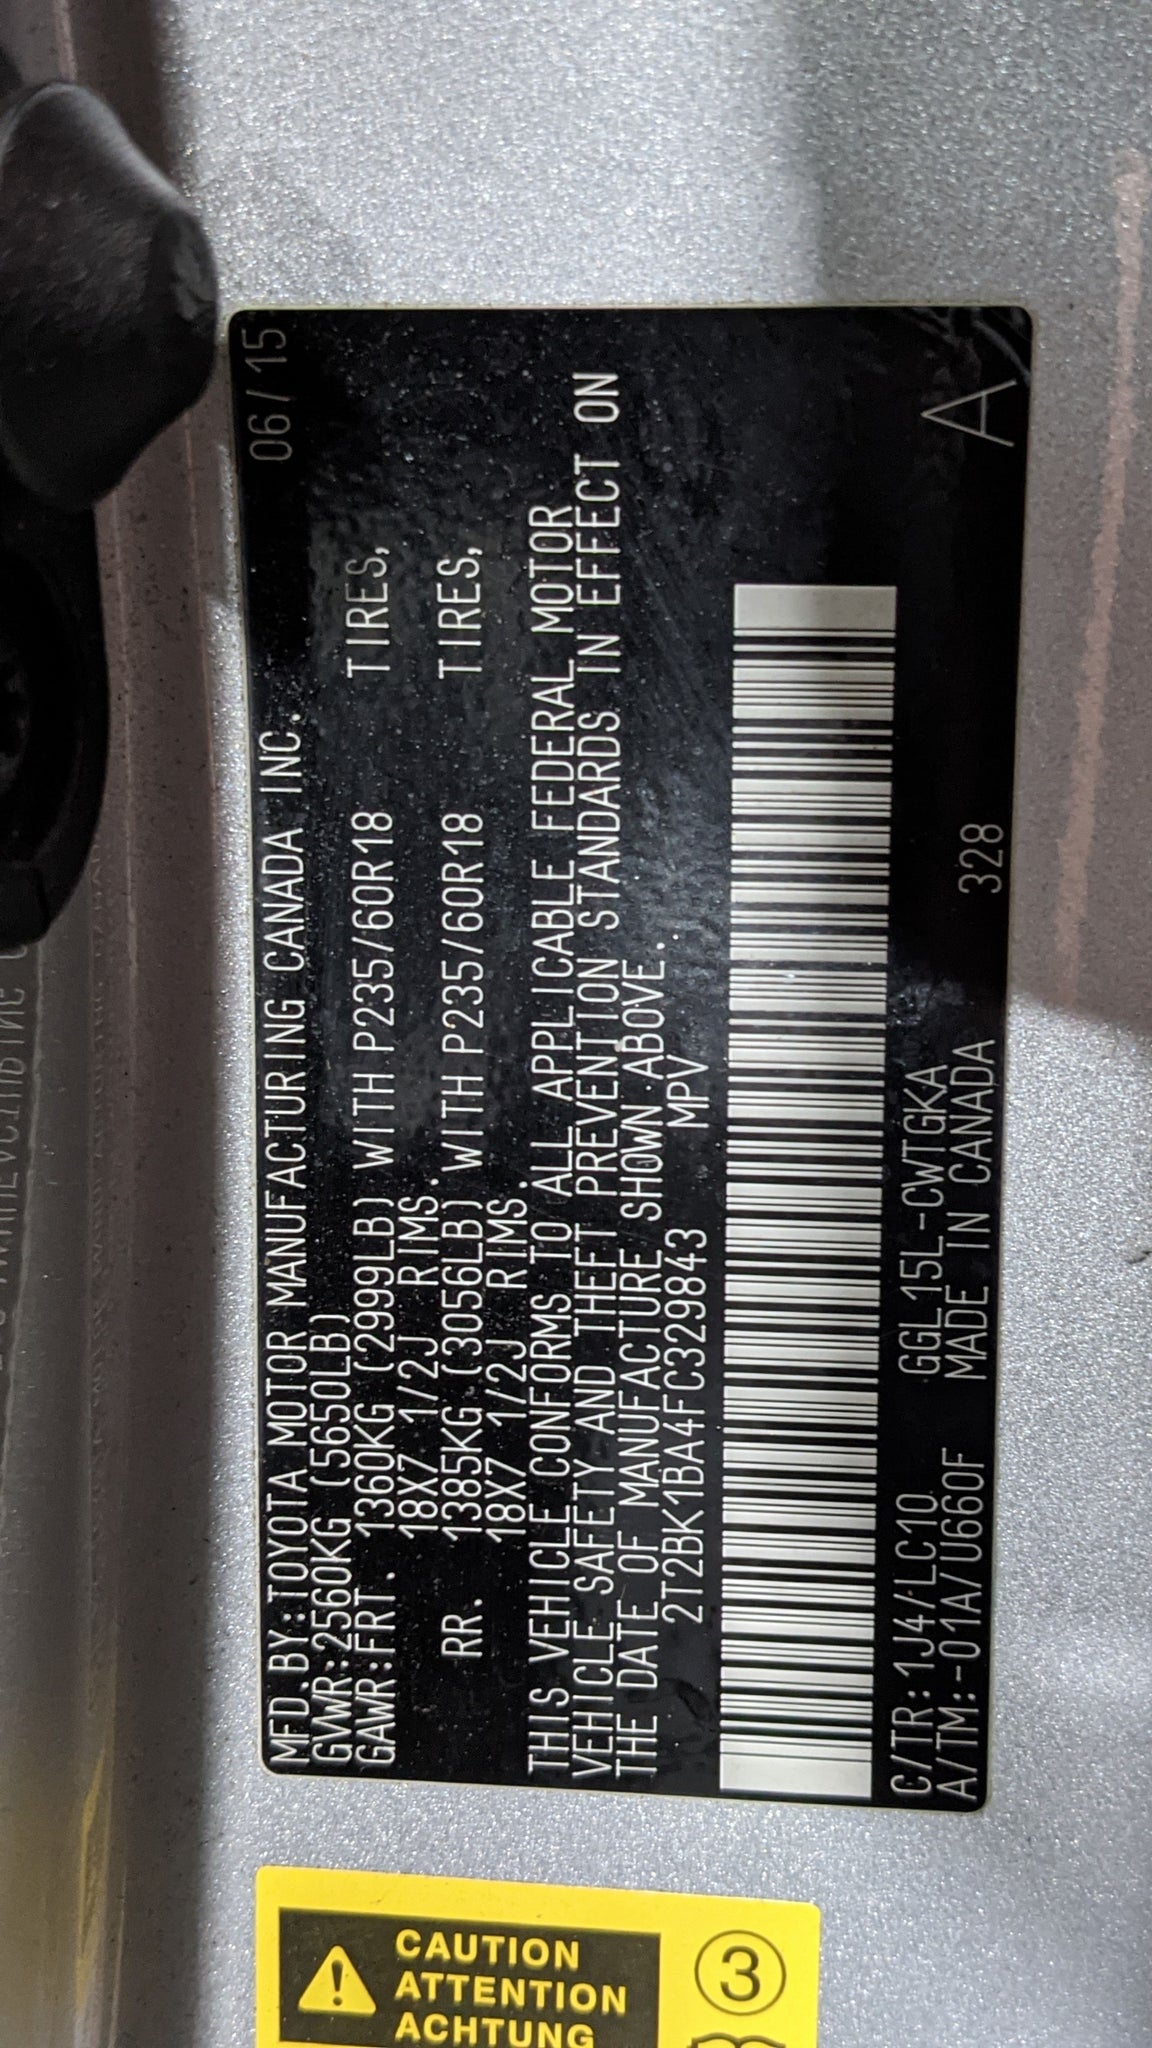 MFD.BY:TOYOTA MOTOR MANUFACTURING CANADA INC. 06/15
GVWR:2560KG (5650LB)
GAWR:FRT. 1360KG (2999LB) WITH P235/60R18 TIRES,
18X7 1/2J RIMS.
RR. 1385KG (3056LB) WITH P235/60R18 TIRES,
18X7 1/2J RIMS.
THIS VEHICLE CONFORMS TO ALL APPLICABLE FEDERAL MOTOR
VEHICLE SAFETY AND THEFT PREVENTION STANDARDS IN EFFECT ON
THE DATE OF MANUFACTURE SHOWN ABOVE.
2T2BK1BA4FC329843 MPV
C/TR:1J4/LC10 GGL15L-CWTGKA A
A/TM:-01A/U660F MADE IN CANADA 328
CAUTION
ATTENTION
ACHTUNG
3